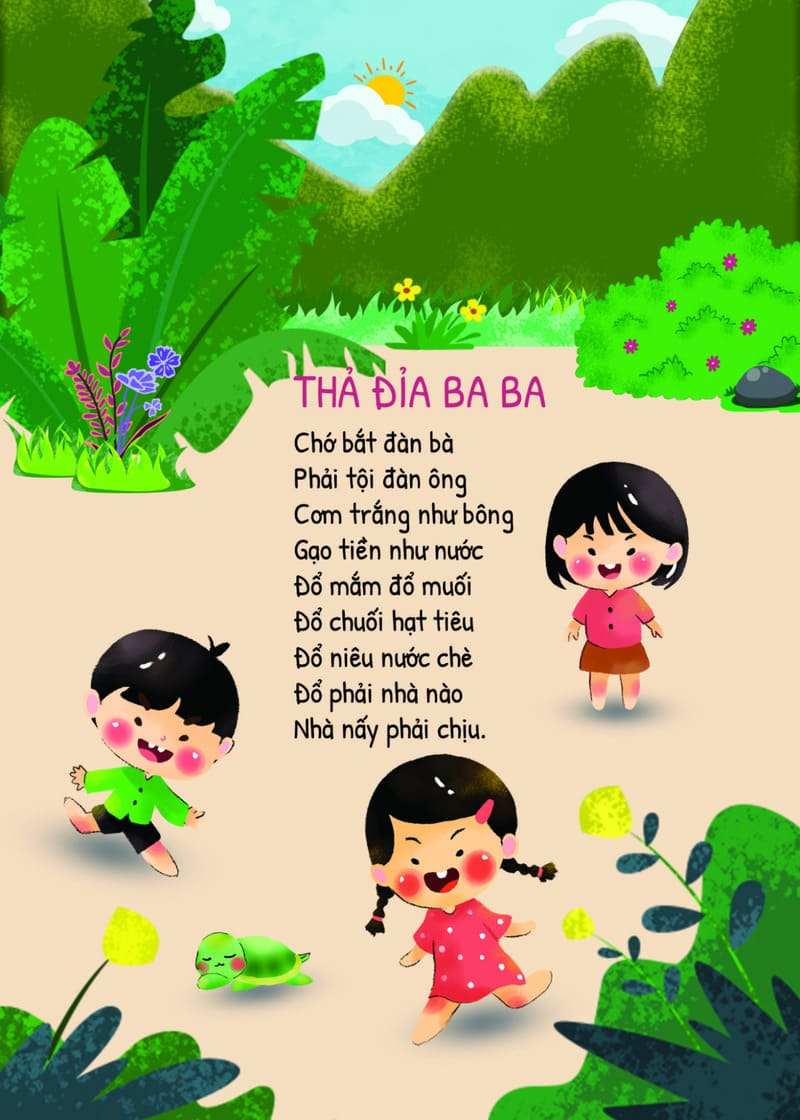 THẢ ĐỈA BA BA
Chớ bắt đàn bà
Phải tội đàn ông
Cơm trắng như bông
Gạo tiền như nước
Đổ mắm đổ muối
Đổ chuối hạt tiêu
Đổ niêu nước chè
Đổ phải nhà nào
Nhà nấy phải chịu.